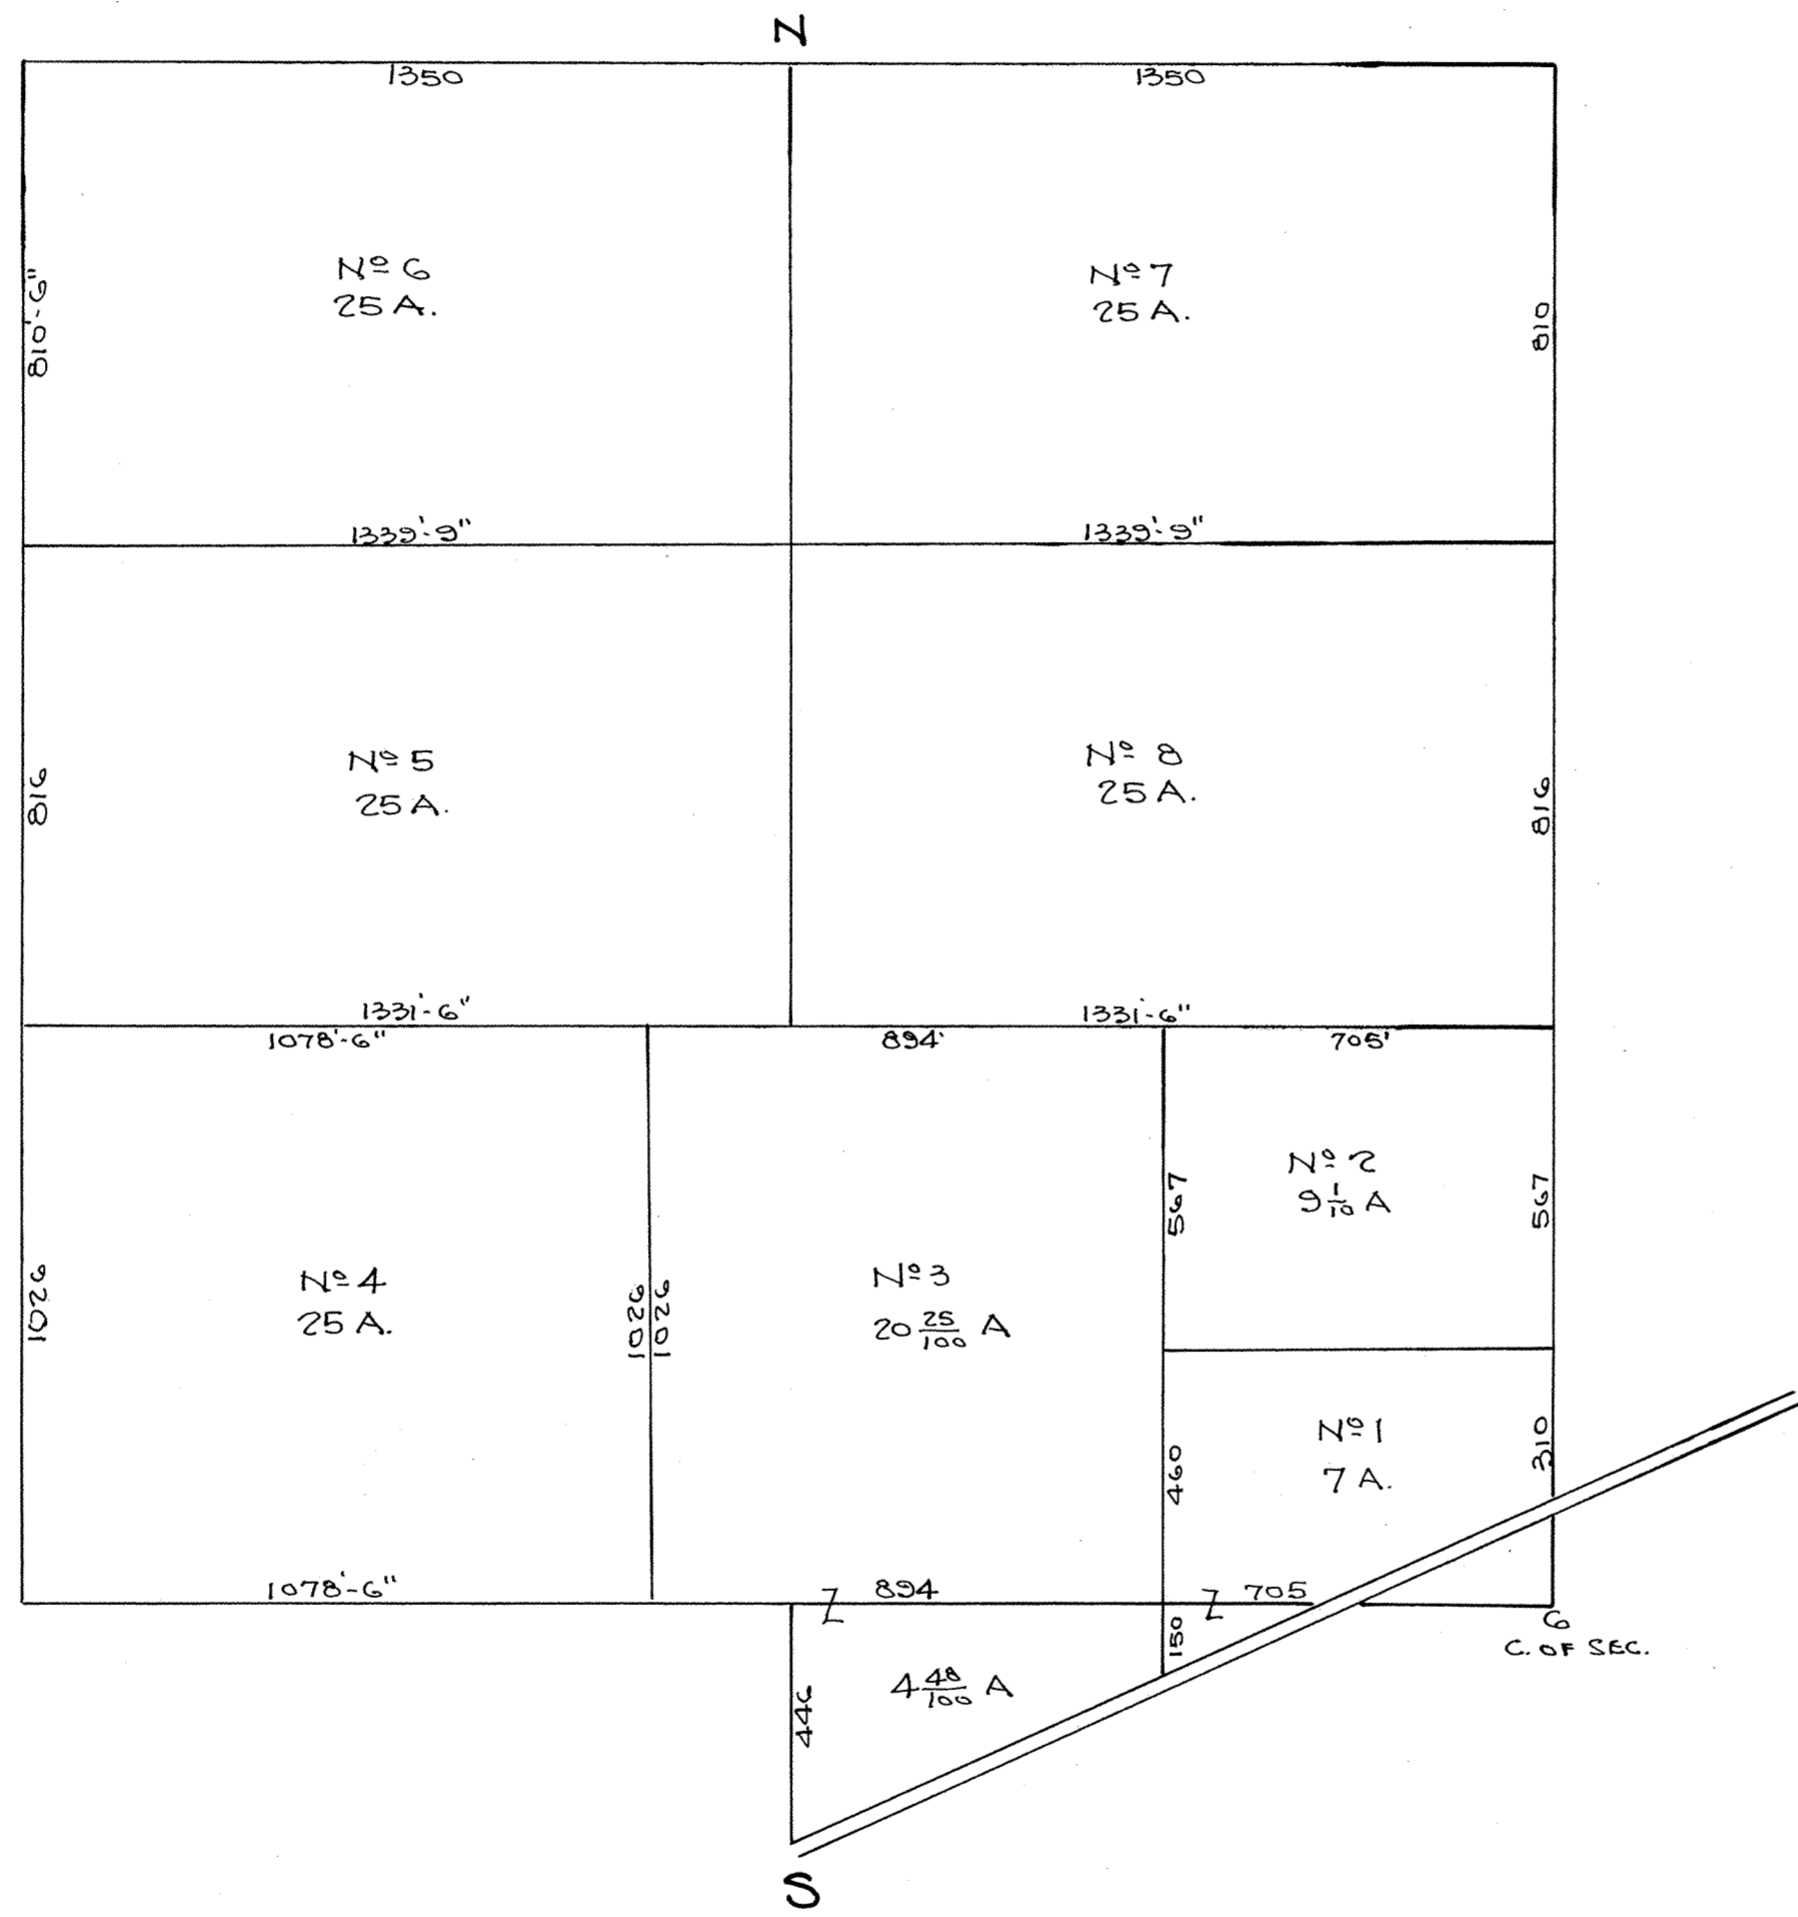 N
1350
1350
810'-6"
Nº 6
25 A.
Nº 7
25 A.
810
1339'-9"
1339'-9"
816
Nº 5
25 A.
Nº 8
25 A.
816
1331'-6"
1331'-6"
1078'-6"
894'
705'
1026
Nº 4
25 A.
1026
1026
Nº 3
20 25/100 A
567
Nº 2
9 1/10 A
567
460
Nº 1
7 A.
310
1078'-6"
Z
894
Z
705
150
C. OF SEC.
446
4 48/100 A
S